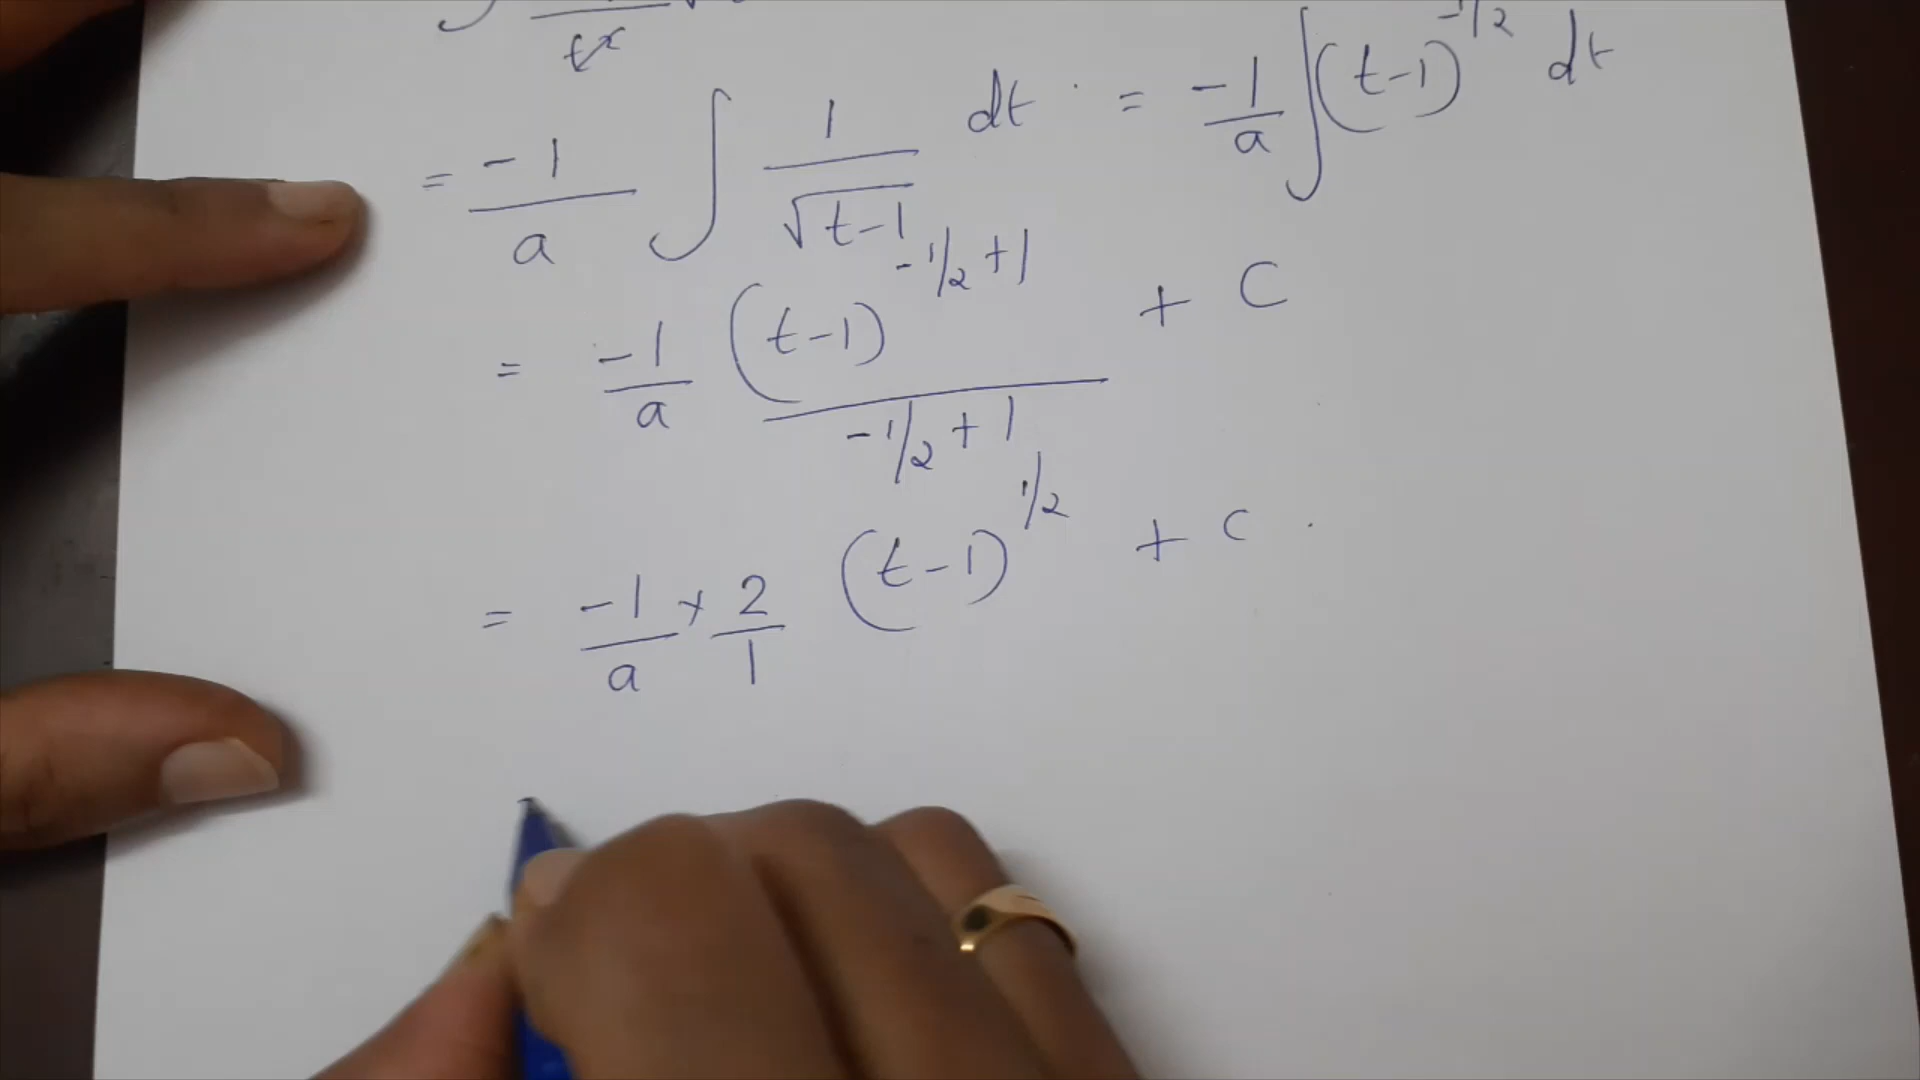 tx
= -1/a ∫ 1/√(t-1) dt = -1/a ∫ (t-1)^(-1/2) dt
= -1/a (t-1)^(-1/2+1) / (-1/2+1) + C
= -1/a × 2/1 (t-1)^(1/2) + C